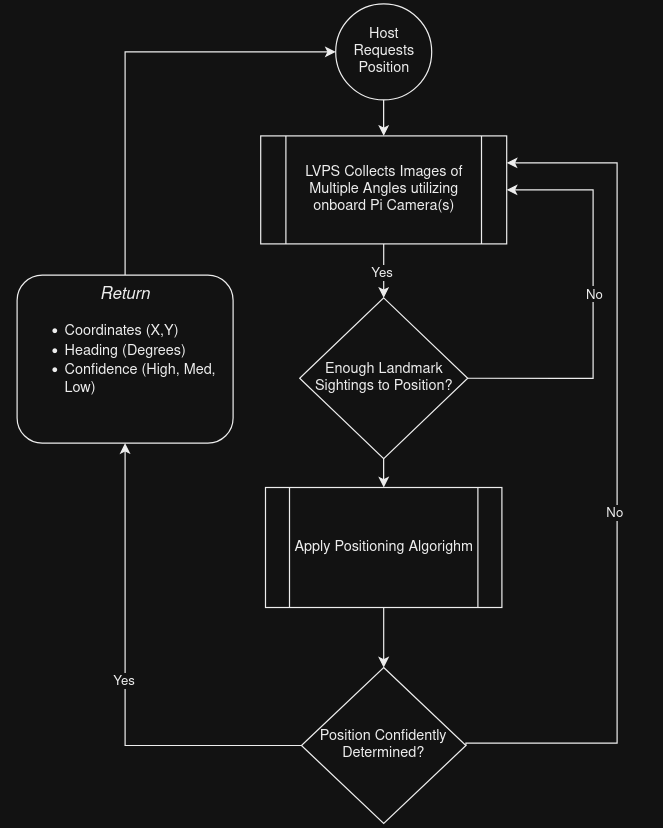 Host
Requests
Position
LVPS Collects Images of
Multiple Angles utilizing
onboard Pi Camera(s)
Yes
No
Return
• Coordinates (X,Y)
• Heading (Degrees)
• Confidence (High, Med,
Low)
Enough Landmark
Sightings to Position?
No
Apply Positioning Algorighm
Yes
Position Confidently
Determined?